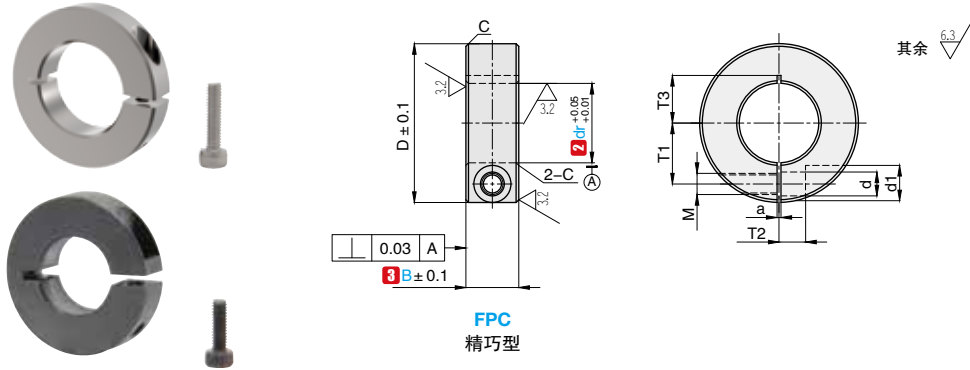 C
3.2
3.2
D ± 0.1
2 dr +0.05 +0.01
2-C
A
3.2
⊥ 0.03 A
3 B ± 0.1
FPC
精巧型
其余 6.3
T3
T1
M
a
T2
d
d1